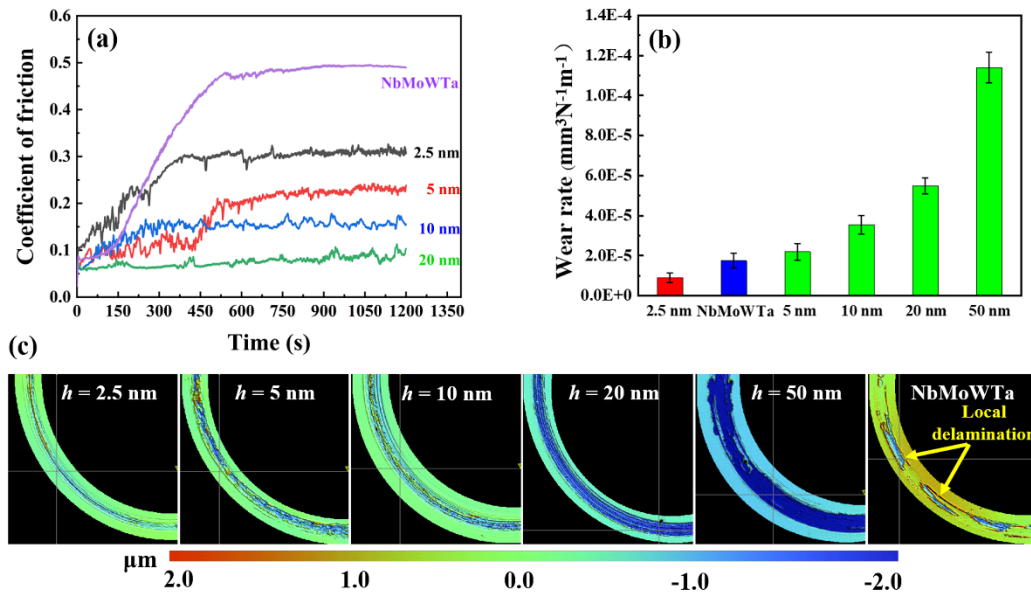 (a)
Coefficient of friction
0.6
0.5
0.4
0.3
0.2
0.1
0.0
NbMoWTa
2.5 nm
5 nm
10 nm
20 nm
0 150 300 450 600 750 900 1050 1200 1350
Time (s)
(b)
Wear rate (mm³N⁻¹m⁻¹)
1.4E-4
1.2E-4
1.0E-4
8.0E-5
6.0E-5
4.0E-5
2.0E-5
0.0E+0
2.5 nm NbMoWTa 5 nm 10 nm 20 nm 50 nm
(c)
h = 2.5 nm
h = 5 nm
h = 10 nm
h = 20 nm
h = 50 nm
NbMoWTa
Local
delamination
μm
2.0 1.0 0.0 -1.0 -2.0